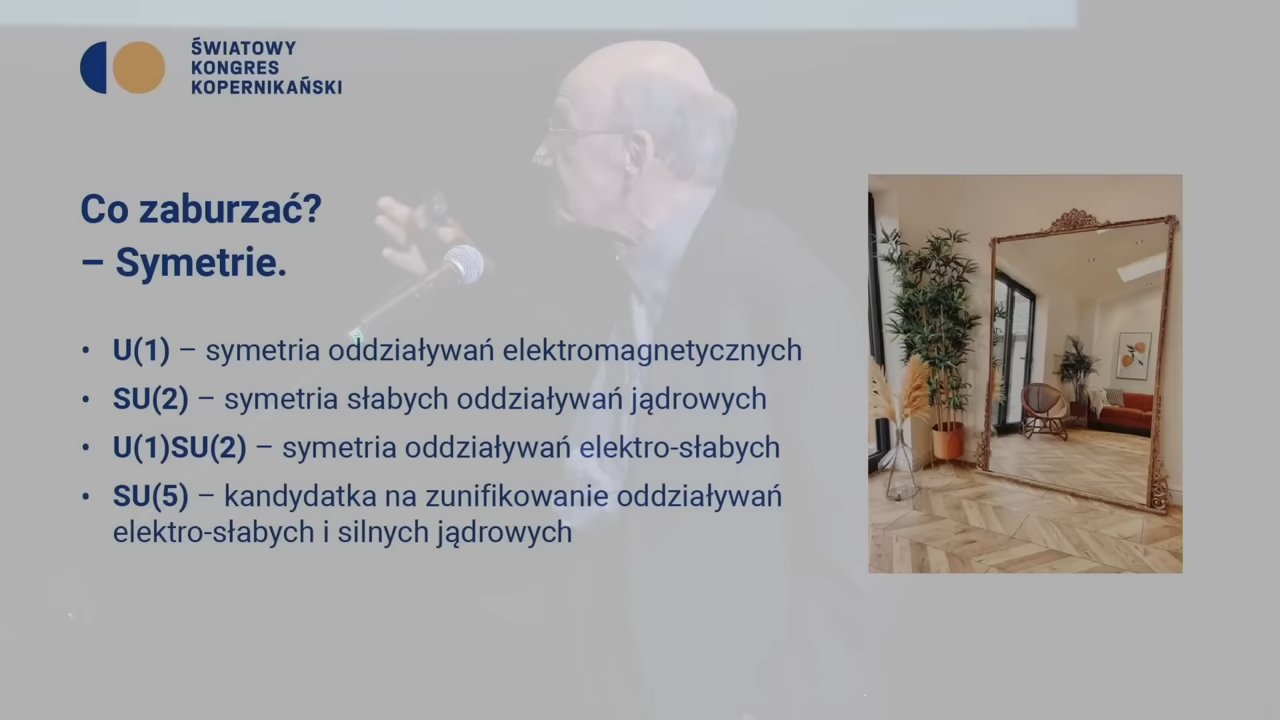 ŚWIATOWY
KONGRES
KOPERNIKAŃSKI
Co zaburzać?
– Symetrie.
• U(1) – symetria oddziaływań elektromagnetycznych
• SU(2) – symetria słabych oddziaływań jądrowych
• U(1)SU(2) – symetria oddziaływań elektro-słabych
• SU(5) – kandydatka na zunifikowanie oddziaływań
elektro-słabych i silnych jądrowych